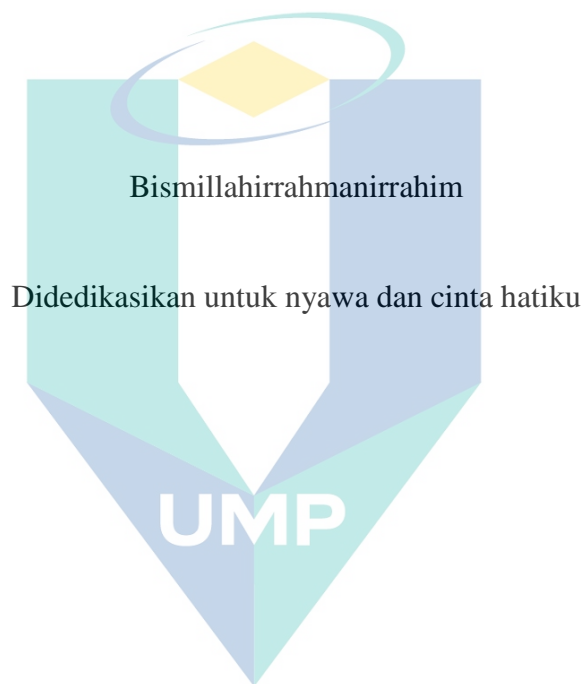 Bismillahirrahmanirrahim
Didedikasikan untuk nyawa dan cinta hatiku
UMP